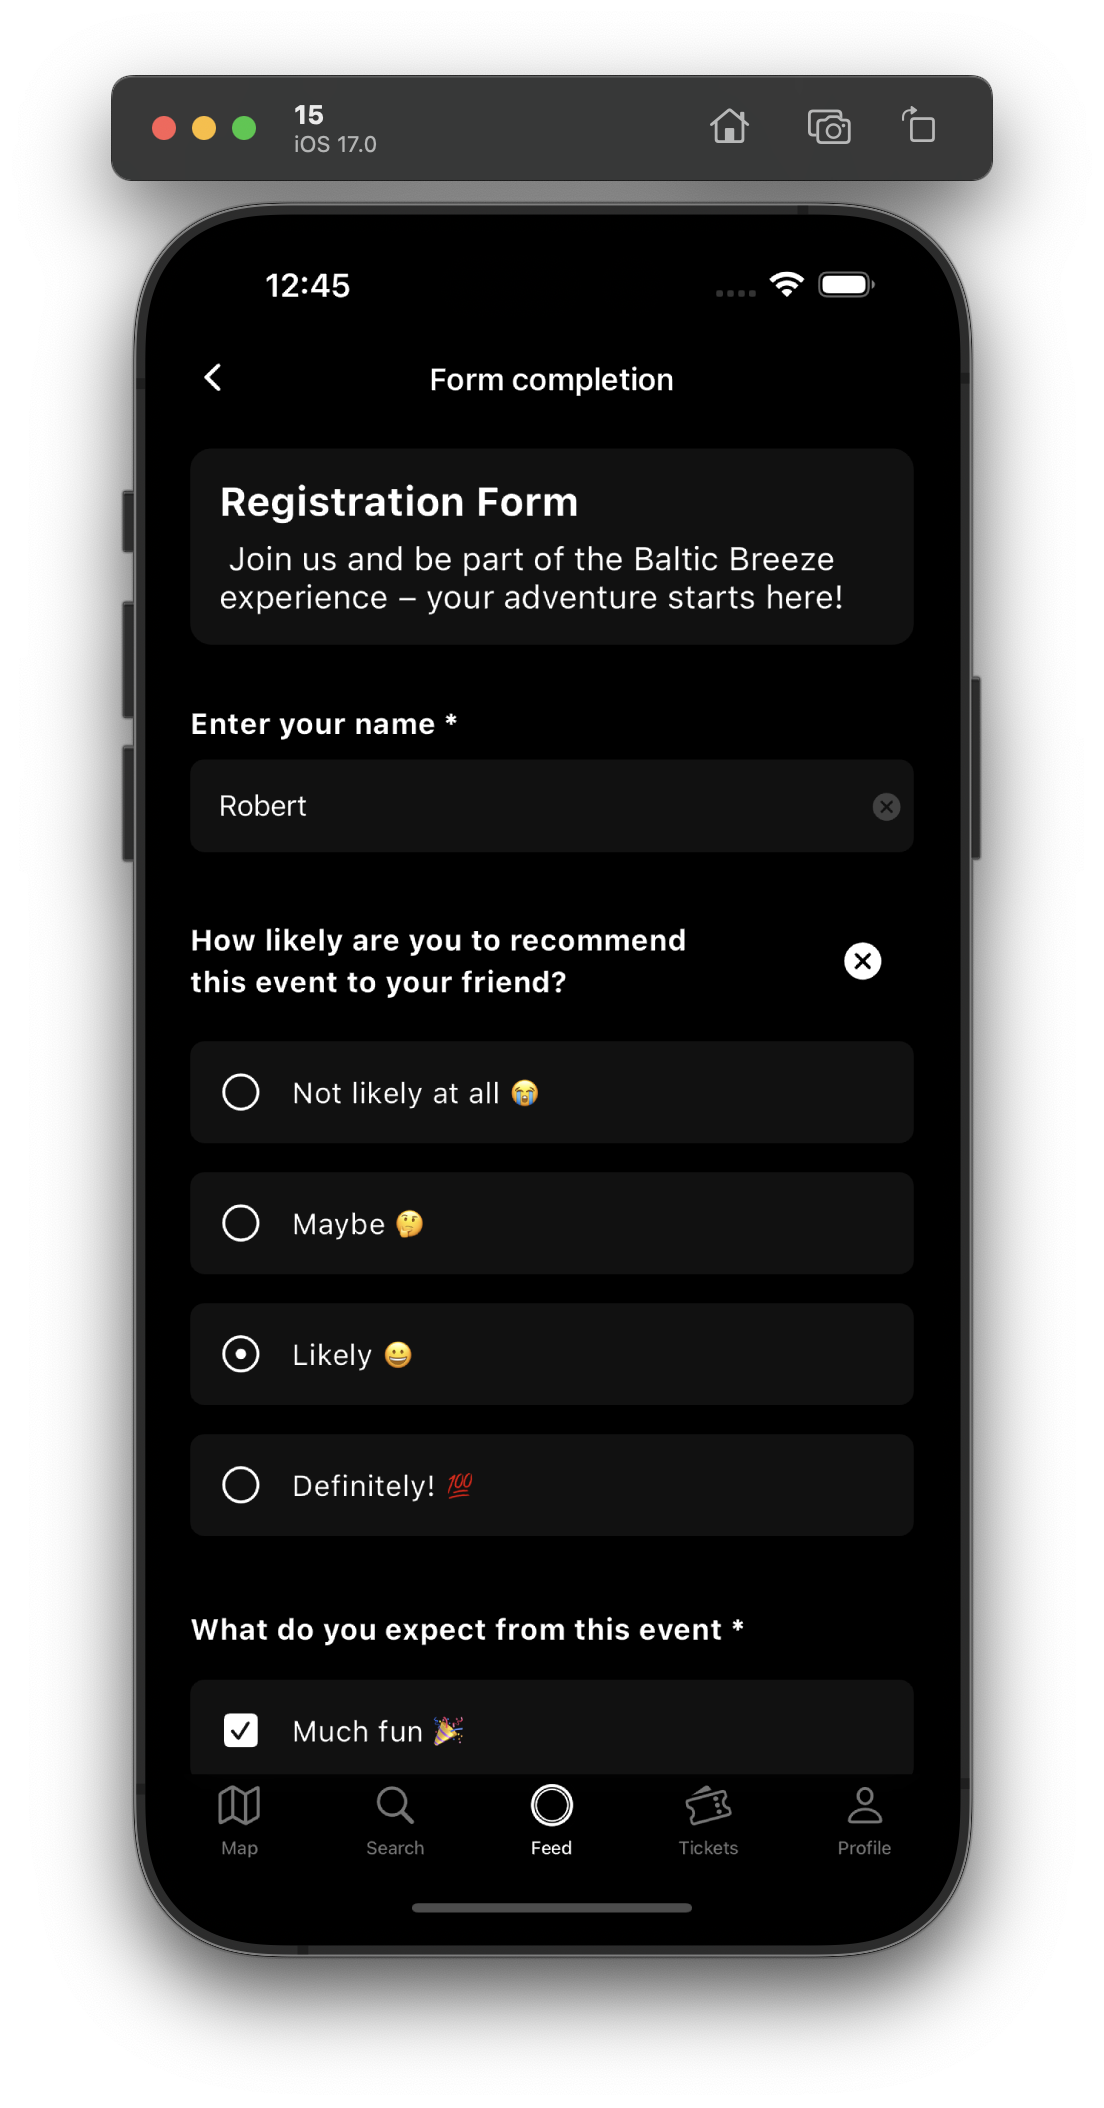 15
iOS 17.0
12:45
Form completion
Registration Form
Join us and be part of the Baltic Breeze
experience – your adventure starts here!
Enter your name *
Robert
How likely are you to recommend
this event to your friend?
Not likely at all 😭
Maybe 🤔
Likely 😀
Definitely! 💯
What do you expect from this event *
Much fun 🎉
Map
Search
Feed
Tickets
Profile